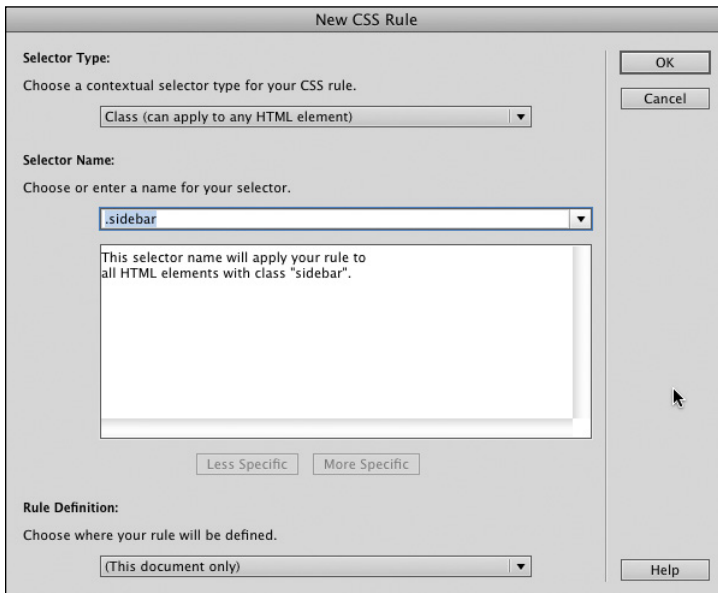 New CSS Rule
Selector Type:
OK
Choose a contextual selector type for your CSS rule.
Cancel
Class (can apply to any HTML element)
Selector Name:
Choose or enter a name for your selector.
.sidebar
This selector name will apply your rule to
all HTML elements with class "sidebar".
Less Specific
More Specific
Rule Definition:
Choose where your rule will be defined.
(This document only)
Help